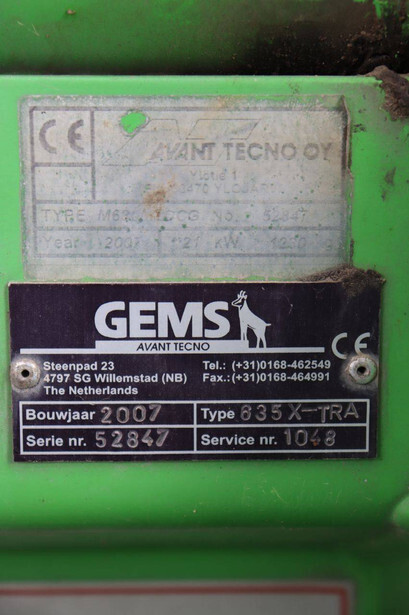 CE
AVANT TECNO OY
TYPE No. 52847
Year 2007 21 kW
GEMS
AVANT TECNO
CE
Steenpad 23 Tel.: (+31)0168-462549
4797 SG Willemstad (NB) Fax.:(+31)0168-464991
The Netherlands
Bouwjaar 2007 Type 635X-TRA
Serie nr. 52847 Service nr. 1048